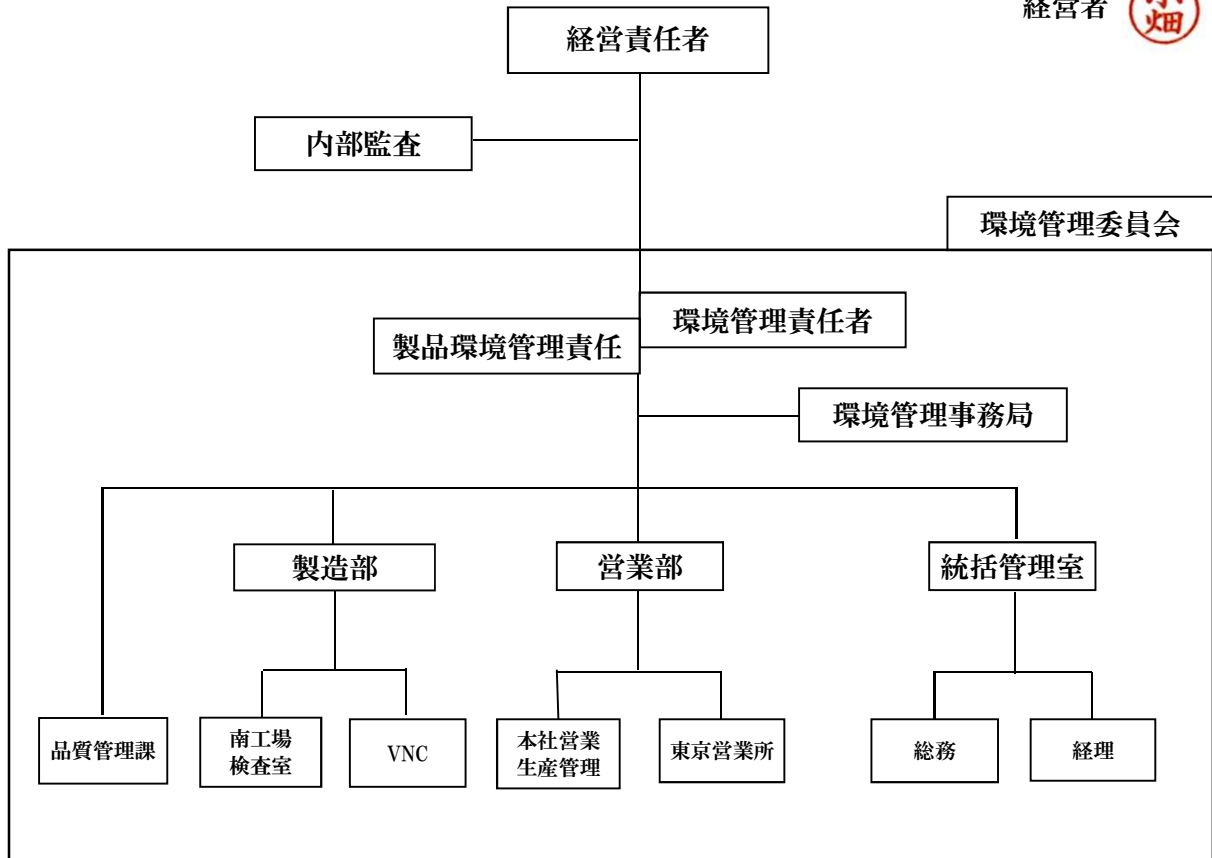 経営者
畑
経営責任者
内部監査
環境管理委員会
環境管理責任者
製品環境管理責任
環境管理事務局
製造部
営業部
統括管理室
品質管理課
南工場
検査室
VNC
本社営業
生産管理
東京営業所
総務
経理